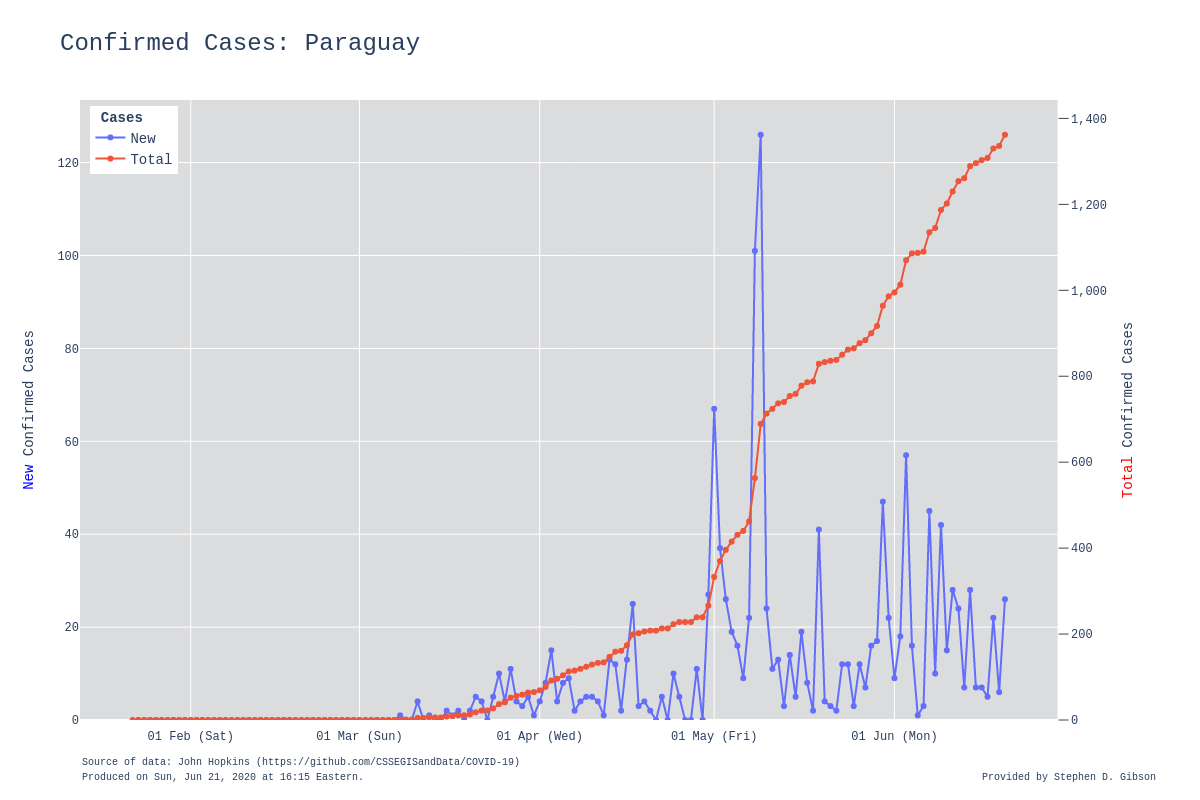 Confirmed Cases: Paraguay
Cases
New
Total
120
100
80
60
40
20
0
1,400
1,200
1,000
800
600
400
200
0
New Confirmed Cases
Total Confirmed Cases
01 Feb (Sat)
01 Mar (Sun)
01 Apr (Wed)
01 May (Fri)
01 Jun (Mon)
Source of data: John Hopkins (https://github.com/CSSEGISandData/COVID-19)
Produced on Sun, Jun 21, 2020 at 16:15 Eastern.
Provided by Stephen D. Gibson